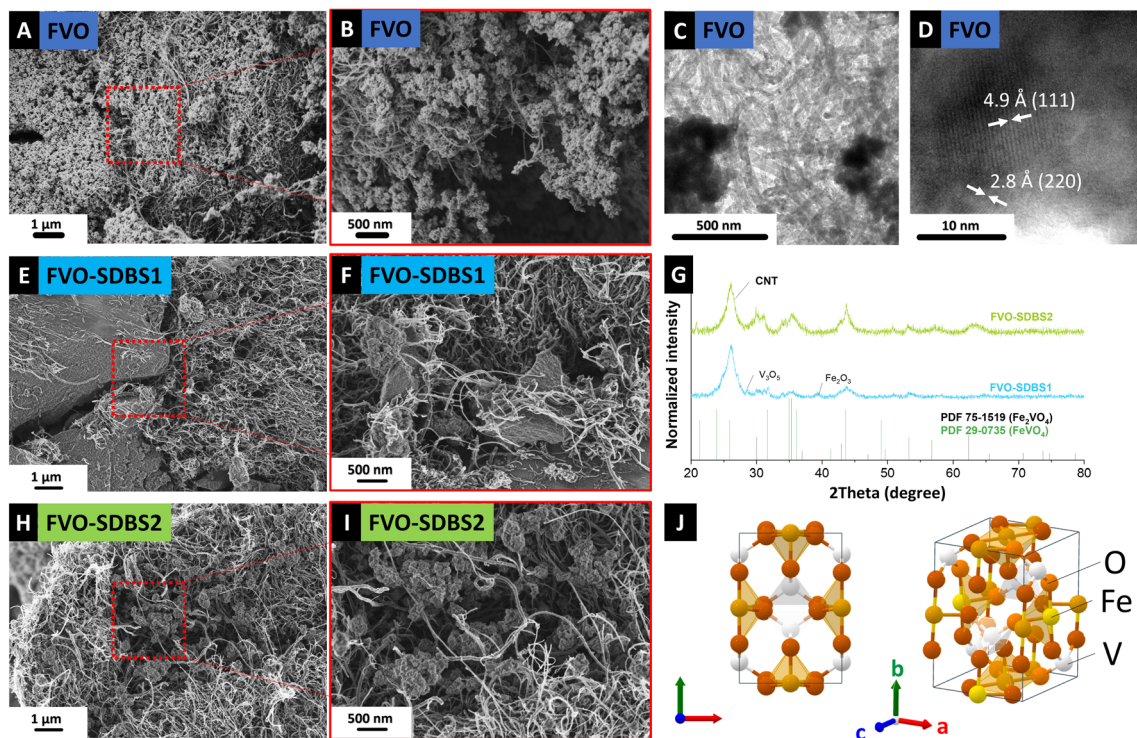 A FVO
1 µm
B FVO
500 nm
C FVO
500 nm
D FVO
4.9 Å (111)
2.8 Å (220)
10 nm
E FVO-SDBS1
1 µm
F FVO-SDBS1
500 nm
G
CNT
FVO-SDBS2
V₃O₅
Fe₂O₃
FVO-SDBS1
PDF 75-1519 (Fe₂VO₄)
PDF 29-0735 (FeVO₄)
Normalized intensity
20 30 40 50 60 70 80
2Theta (degree)
H FVO-SDBS2
1 µm
I FVO-SDBS2
500 nm
J
O
Fe
V
b
c
a